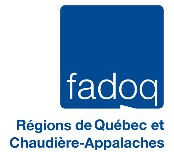 fadoq
Régions de Québec et
Chaudière-Appalaches